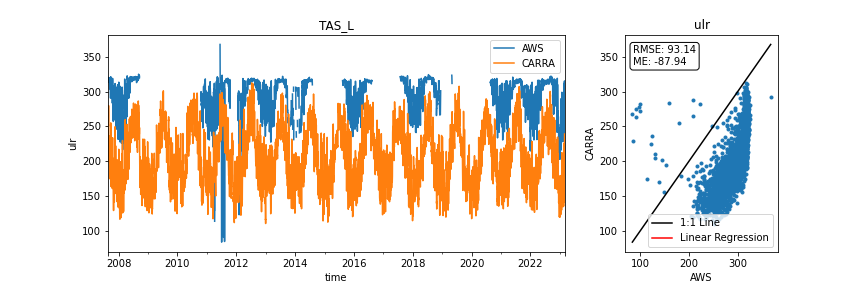 TAS_L
ulr
350
300
250
200
150
100
2008
2010
2012
2014
2016
2018
2020
2022
time
AWS
CARRA
ulr
CARRA
350
300
250
200
150
100
100
200
300
AWS
RMSE: 93.14
ME: -87.94
1:1 Line
Linear Regression